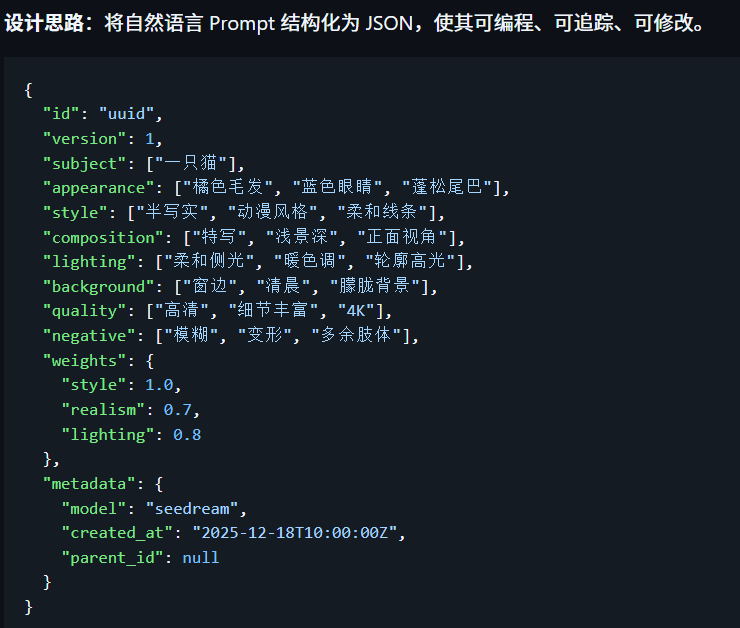 设计思路：将自然语言 Prompt 结构化为 JSON，使其可编程、可追踪、可修改。
{
  "id": "uuid",
  "version": 1,
  "subject": ["一只猫"],
  "appearance": ["橘色毛发", "蓝色眼睛", "蓬松尾巴"],
  "style": ["半写实", "动漫风格", "柔和线条"],
  "composition": ["特写", "浅景深", "正面视角"],
  "lighting": ["柔和侧光", "暖色调", "轮廓高光"],
  "background": ["窗边", "清晨", "朦胧背景"],
  "quality": ["高清", "细节丰富", "4K"],
  "negative": ["模糊", "变形", "多余肢体"],
  "weights": {
    "style": 1.0,
    "realism": 0.7,
    "lighting": 0.8
  },
  "metadata": {
    "model": "seedream",
    "created_at": "2025-12-18T10:00:00Z",
    "parent_id": null
  }
}